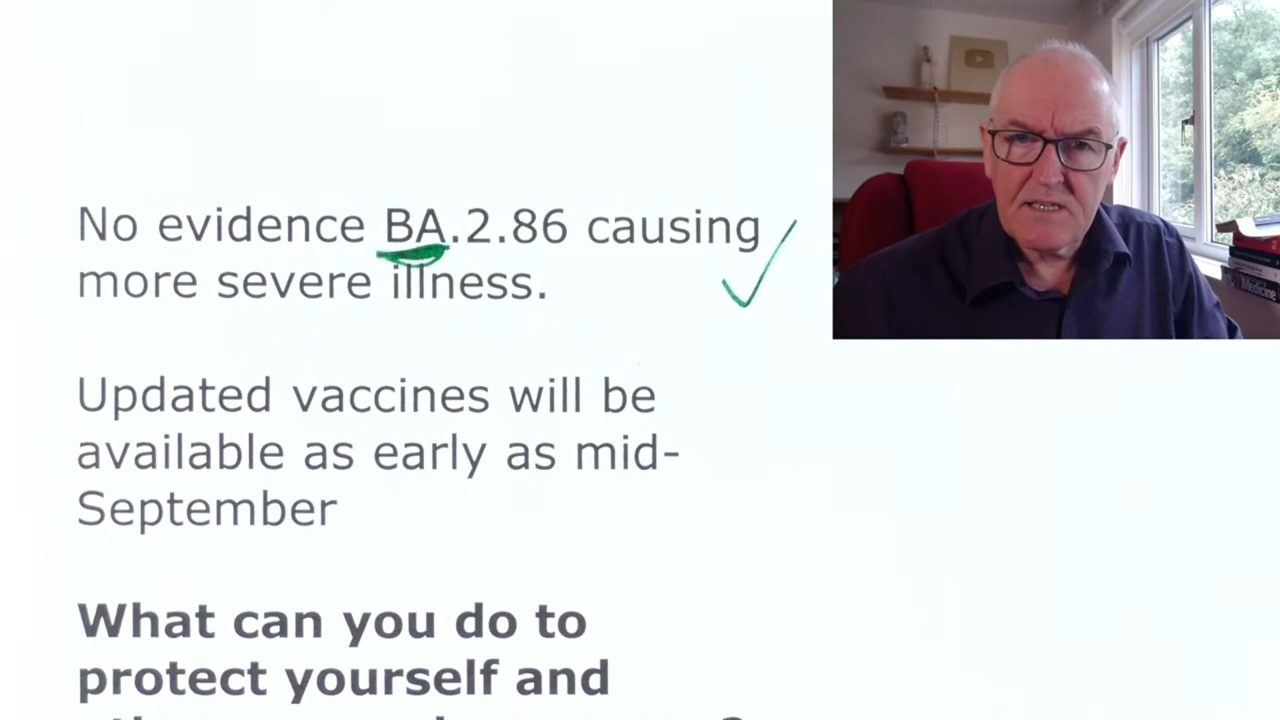 No evidence BA.2.86 causing
more severe illness.
Updated vaccines will be
available as early as mid-
September
What can you do to
protect yourself and
Medicine